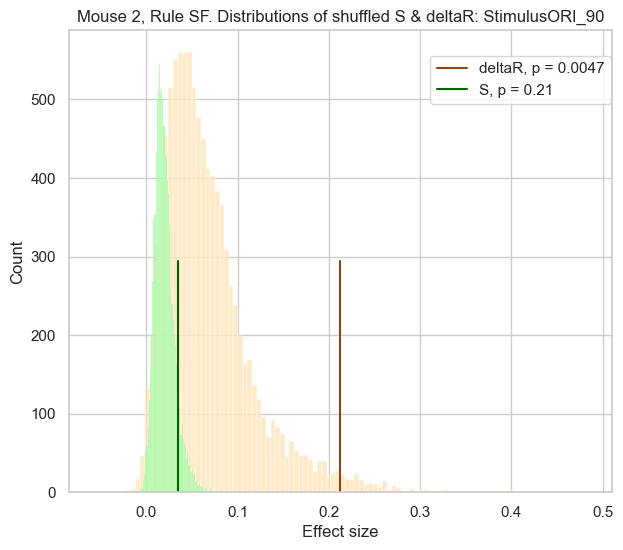 Mouse 2, Rule SF. Distributions of shuffled S & deltaR: StimulusORI_90
deltaR, p = 0.0047
S, p = 0.21
Count
500
400
300
200
100
0
0.0 0.1 0.2 0.3 0.4 0.5
Effect size